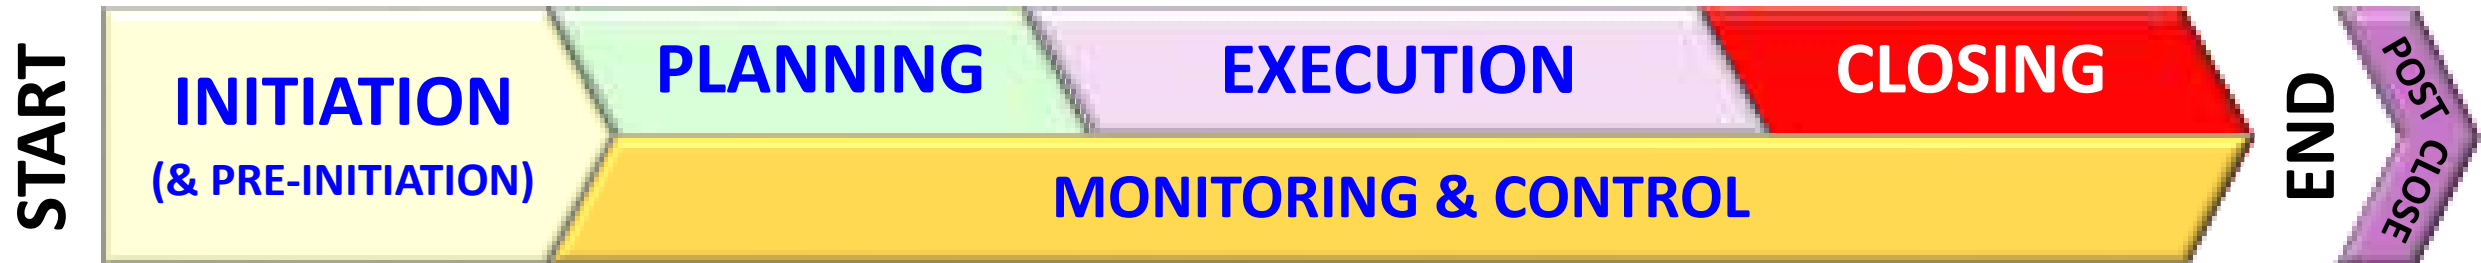 START
INITIATION
(& PRE-INITIATION)
PLANNING
EXECUTION
CLOSING
MONITORING & CONTROL
END
POST CLOSE